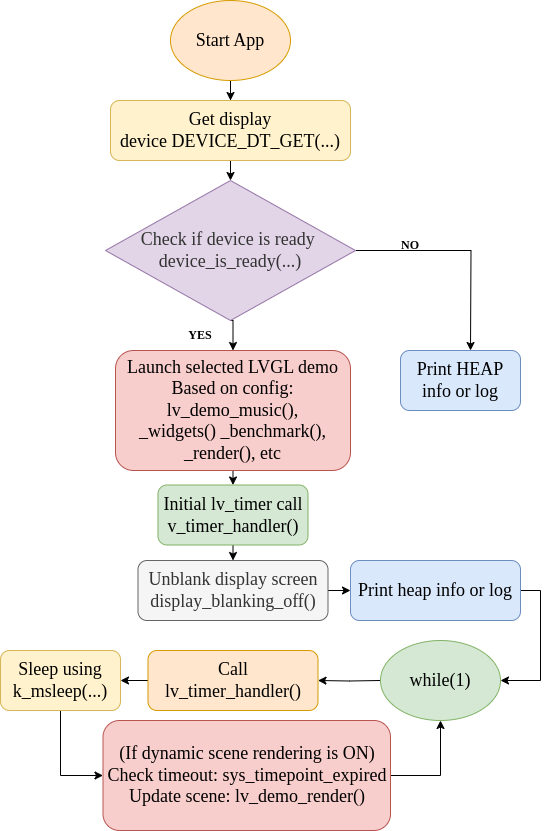 Start App
Get display
device DEVICE_DT_GET(...)
Check if device is ready
device_is_ready(...)
NO
YES
Launch selected LVGL demo
Based on config:
lv_demo_music(),
_widgets() _benchmark(),
_render(), etc
Print HEAP
info or log
Initial lv_timer call
v_timer_handler()
Unblank display screen
display_blanking_off()
Print heap info or log
while(1)
Call
lv_timer_handler()
Sleep using
k_msleep(...)
(If dynamic scene rendering is ON)
Check timeout: sys_timepoint_expired
Update scene: lv_demo_render()